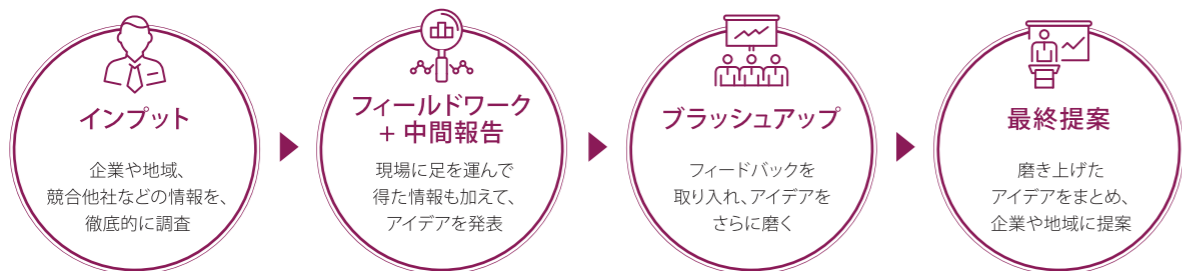 インプット
企業や地域、
競合他社などの情報を、
徹底的に調査
フィールドワーク
+ 中間報告
現場に足を運んで
得た情報も加えて、
アイデアを発表
ブラッシュアップ
フィードバックを
取り入れ、アイデアを
さらに磨く
最終提案
磨き上げた
アイデアをまとめ、
企業や地域に提案